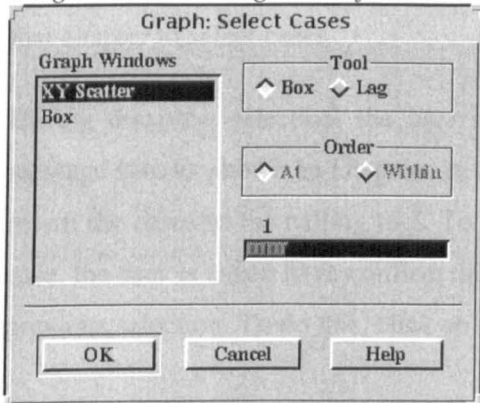 Graph: Select Cases
Graph Windows
XY Scatter
Box
Tool
Box Lag
Order
At Within
1
OK Cancel Help